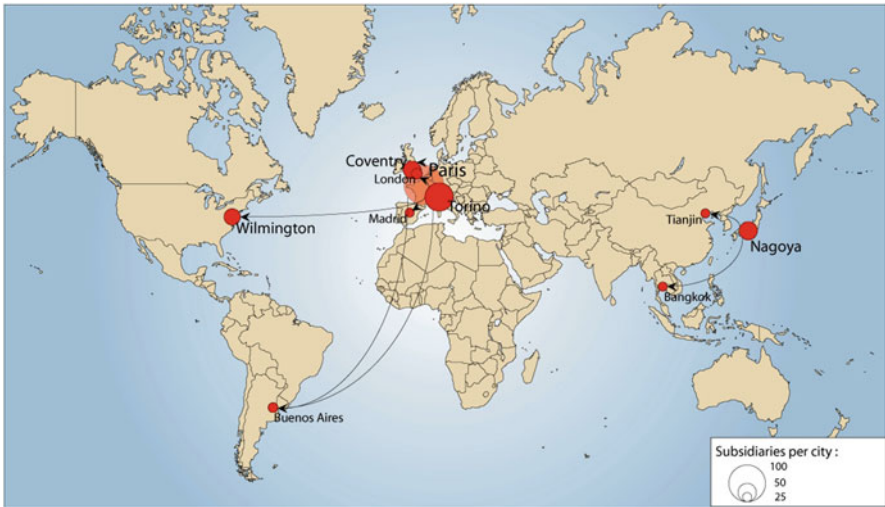 Coventry
Paris
London
Torino
Madrid
Wilmington
Tianjin
Nagoya
Bangkok
Buenos Aires
Subsidiaries per city :
100
50
25